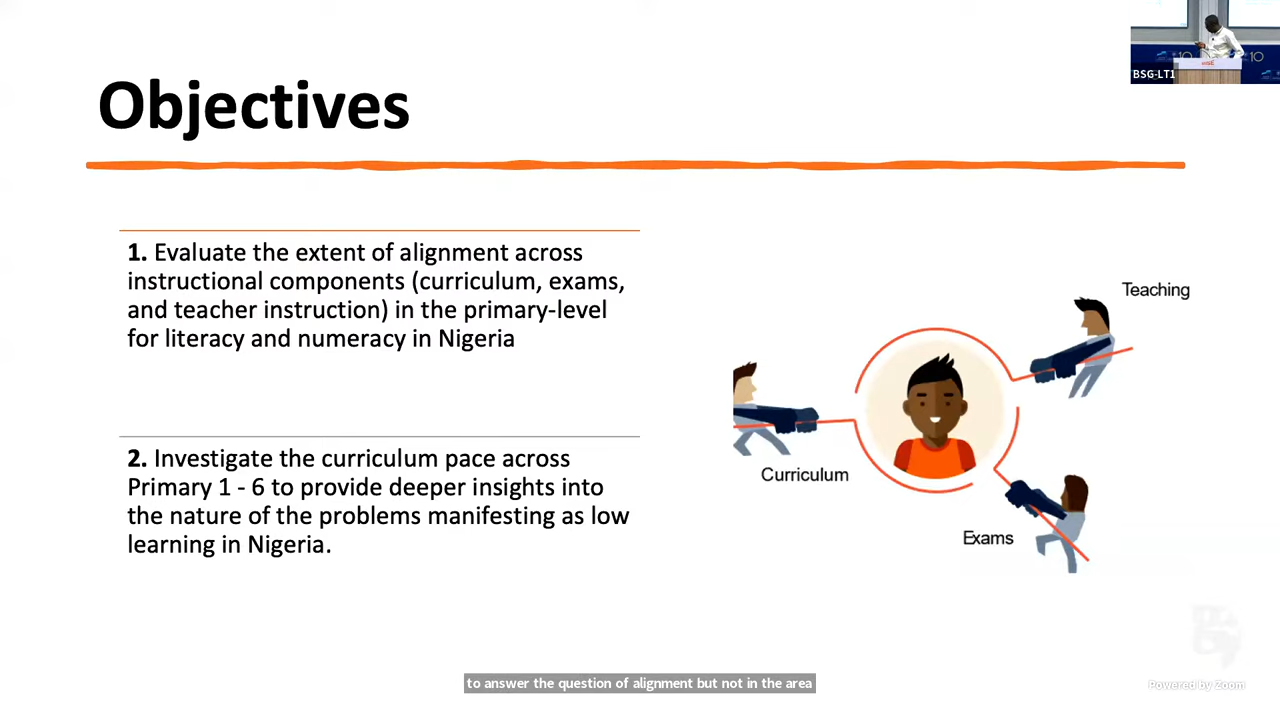 BSG-LT1
Objectives
1. Evaluate the extent of alignment across
instructional components (curriculum, exams,
and teacher instruction) in the primary-level
for literacy and numeracy in Nigeria
2. Investigate the curriculum pace across
Primary 1 - 6 to provide deeper insights into
the nature of the problems manifesting as low
learning in Nigeria.
Teaching
Curriculum
Exams
to answer the question of alignment but not in the area
Powered by Zoom